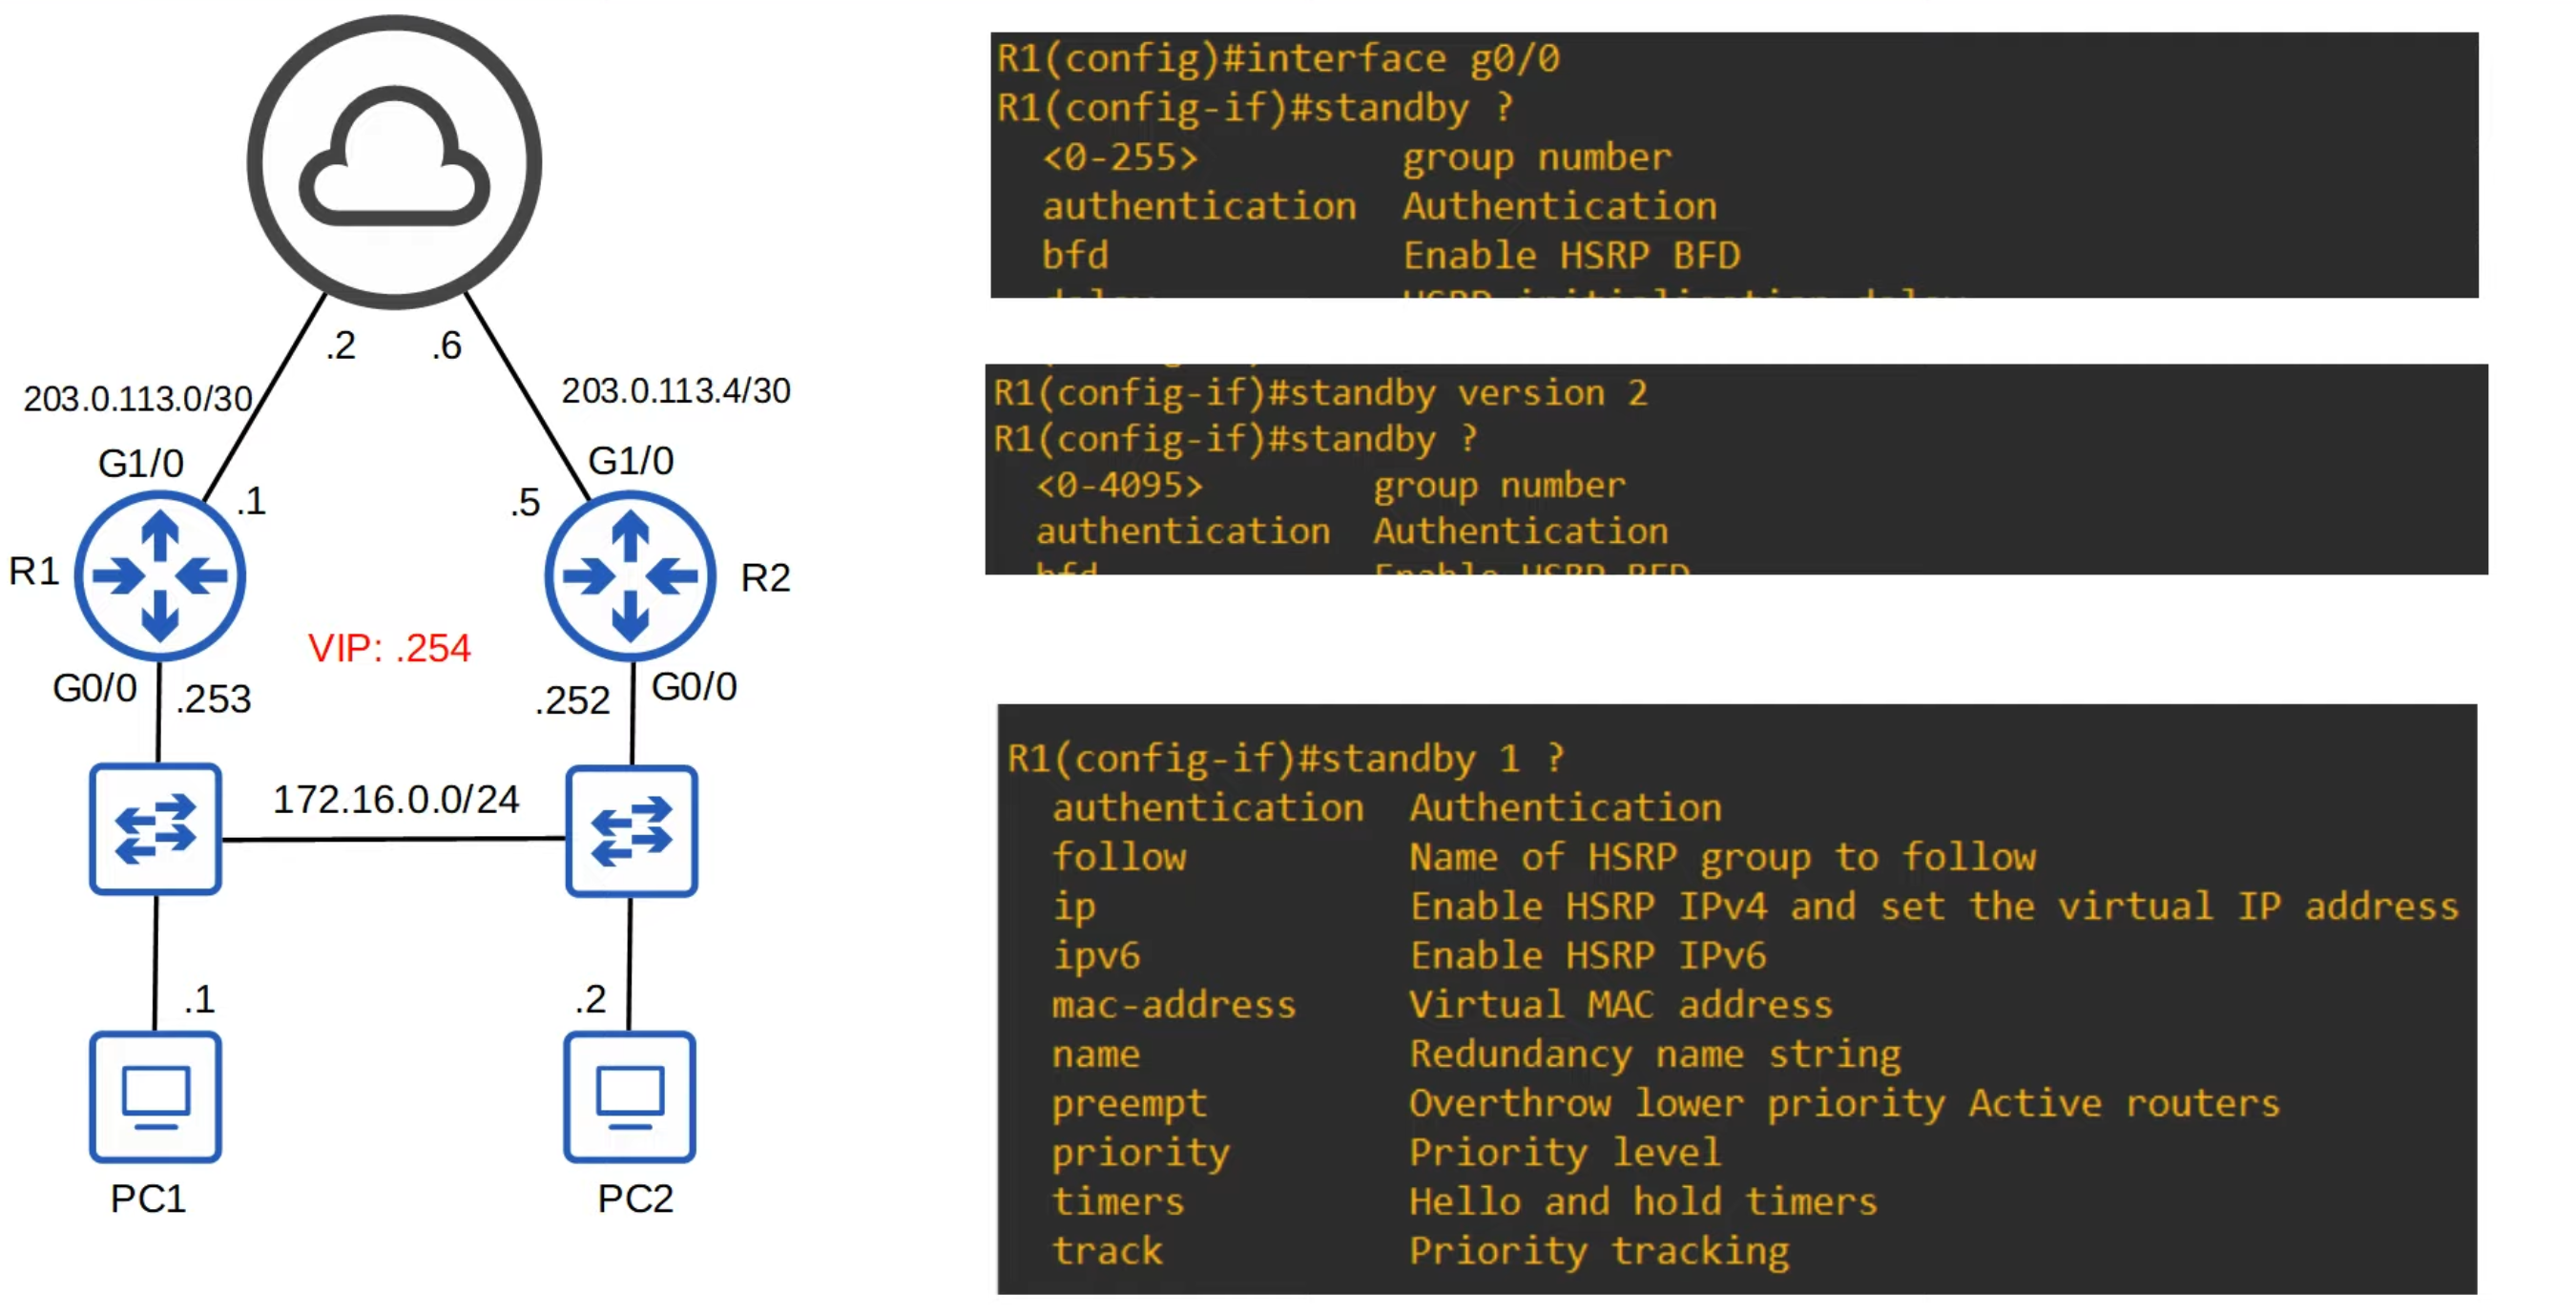 .2
.6
203.0.113.0/30
203.0.113.4/30
G1/0
G1/0
.1
.5
R1
R2
VIP: .254
G0/0
.253
.252
G0/0
172.16.0.0/24
.1
.2
PC1
PC2
R1(config)#interface g0/0
R1(config-if)#standby ?
<0-255> group number
authentication Authentication
bfd Enable HSRP BFD
R1(config-if)#standby version 2
R1(config-if)#standby ?
<0-4095> group number
authentication Authentication
bfd Enable HSRP BFD
R1(config-if)#standby 1 ?
authentication Authentication
follow Name of HSRP group to follow
ip Enable HSRP IPv4 and set the virtual IP address
ipv6 Enable HSRP IPv6
mac-address Virtual MAC address
name Redundancy name string
preempt Overthrow lower priority Active routers
priority Priority level
timers Hello and hold timers
track Priority tracking